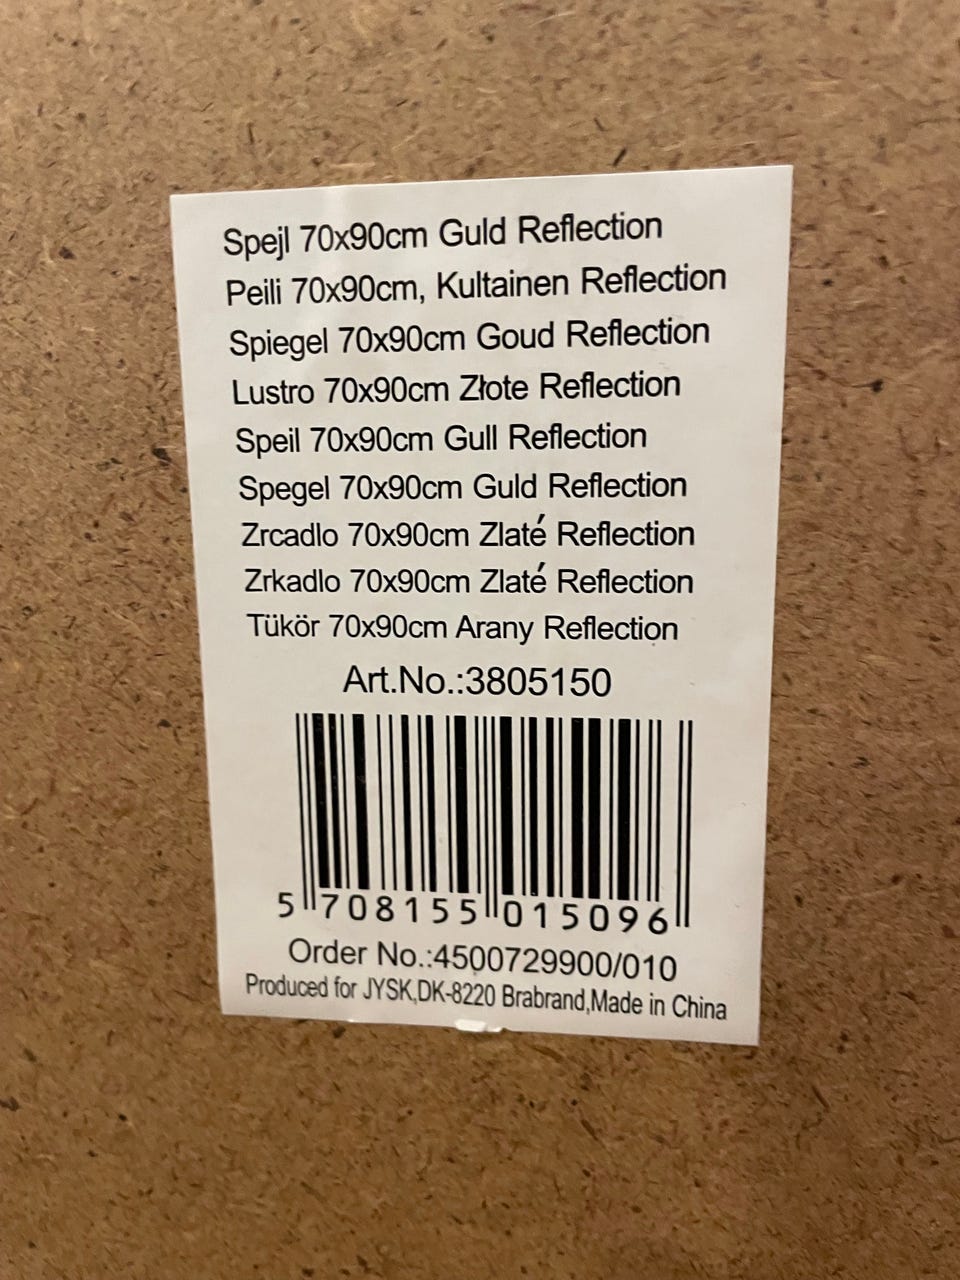 Spejl 70x90cm Guld Reflection
Peili 70x90cm, Kultainen Reflection
Spiegel 70x90cm Goud Reflection
Lustro 70x90cm Złote Reflection
Speil 70x90cm Gull Reflection
Spegel 70x90cm Guld Reflection
Zrcadlo 70x90cm Zlaté Reflection
Zrkadlo 70x90cm Zlaté Reflection
Tükör 70x90cm Arany Reflection
Art.No.:3805150
5 708155 015096
Order No.:4500729900/010
Produced for JYSK,DK-8220 Brabrand,Made in China